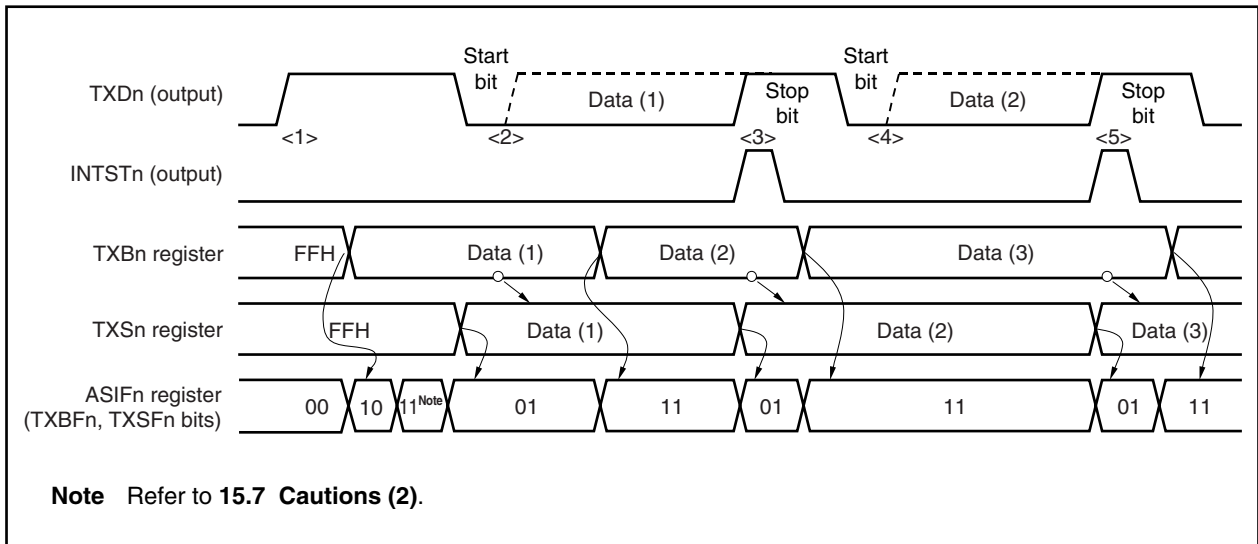 Start
bit
Start
bit
TXDn (output)
Data (1)
Stop
bit
Data (2)
Stop
bit
<1>
<2>
<3>
<4>
<5>
INTSTn (output)
TXBn register
FFH
Data (1)
Data (2)
Data (3)
TXSn register
FFH
Data (1)
Data (2)
Data (3)
ASIFn register
(TXBFn, TXSFn bits)
00
10
11Note
01
11
01
11
01
11
Note Refer to 15.7 Cautions (2).